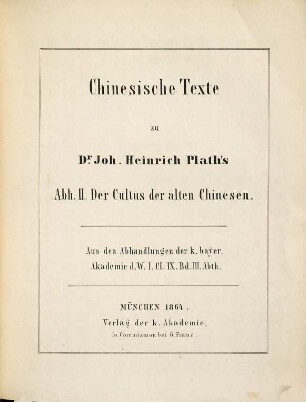 Chinesische Texte
zu
Dr Joh. Heinrich Plath's
Abh. II. Der Cultus der alten Chinesen.
Aus den Abhandlungen der k. bayer.
Akademie d. W. I. Cl. IX. Bd. III. Abth.
MÜNCHEN 1864.
Verlag der k. Akademie,
in Commission bei G. Franz.